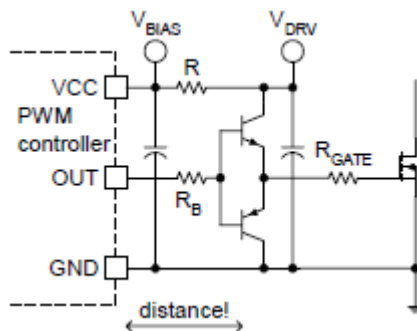 VBIAS VDRV
VCC R
PWM
controller
RGATE
OUT
RB
GND
distance!